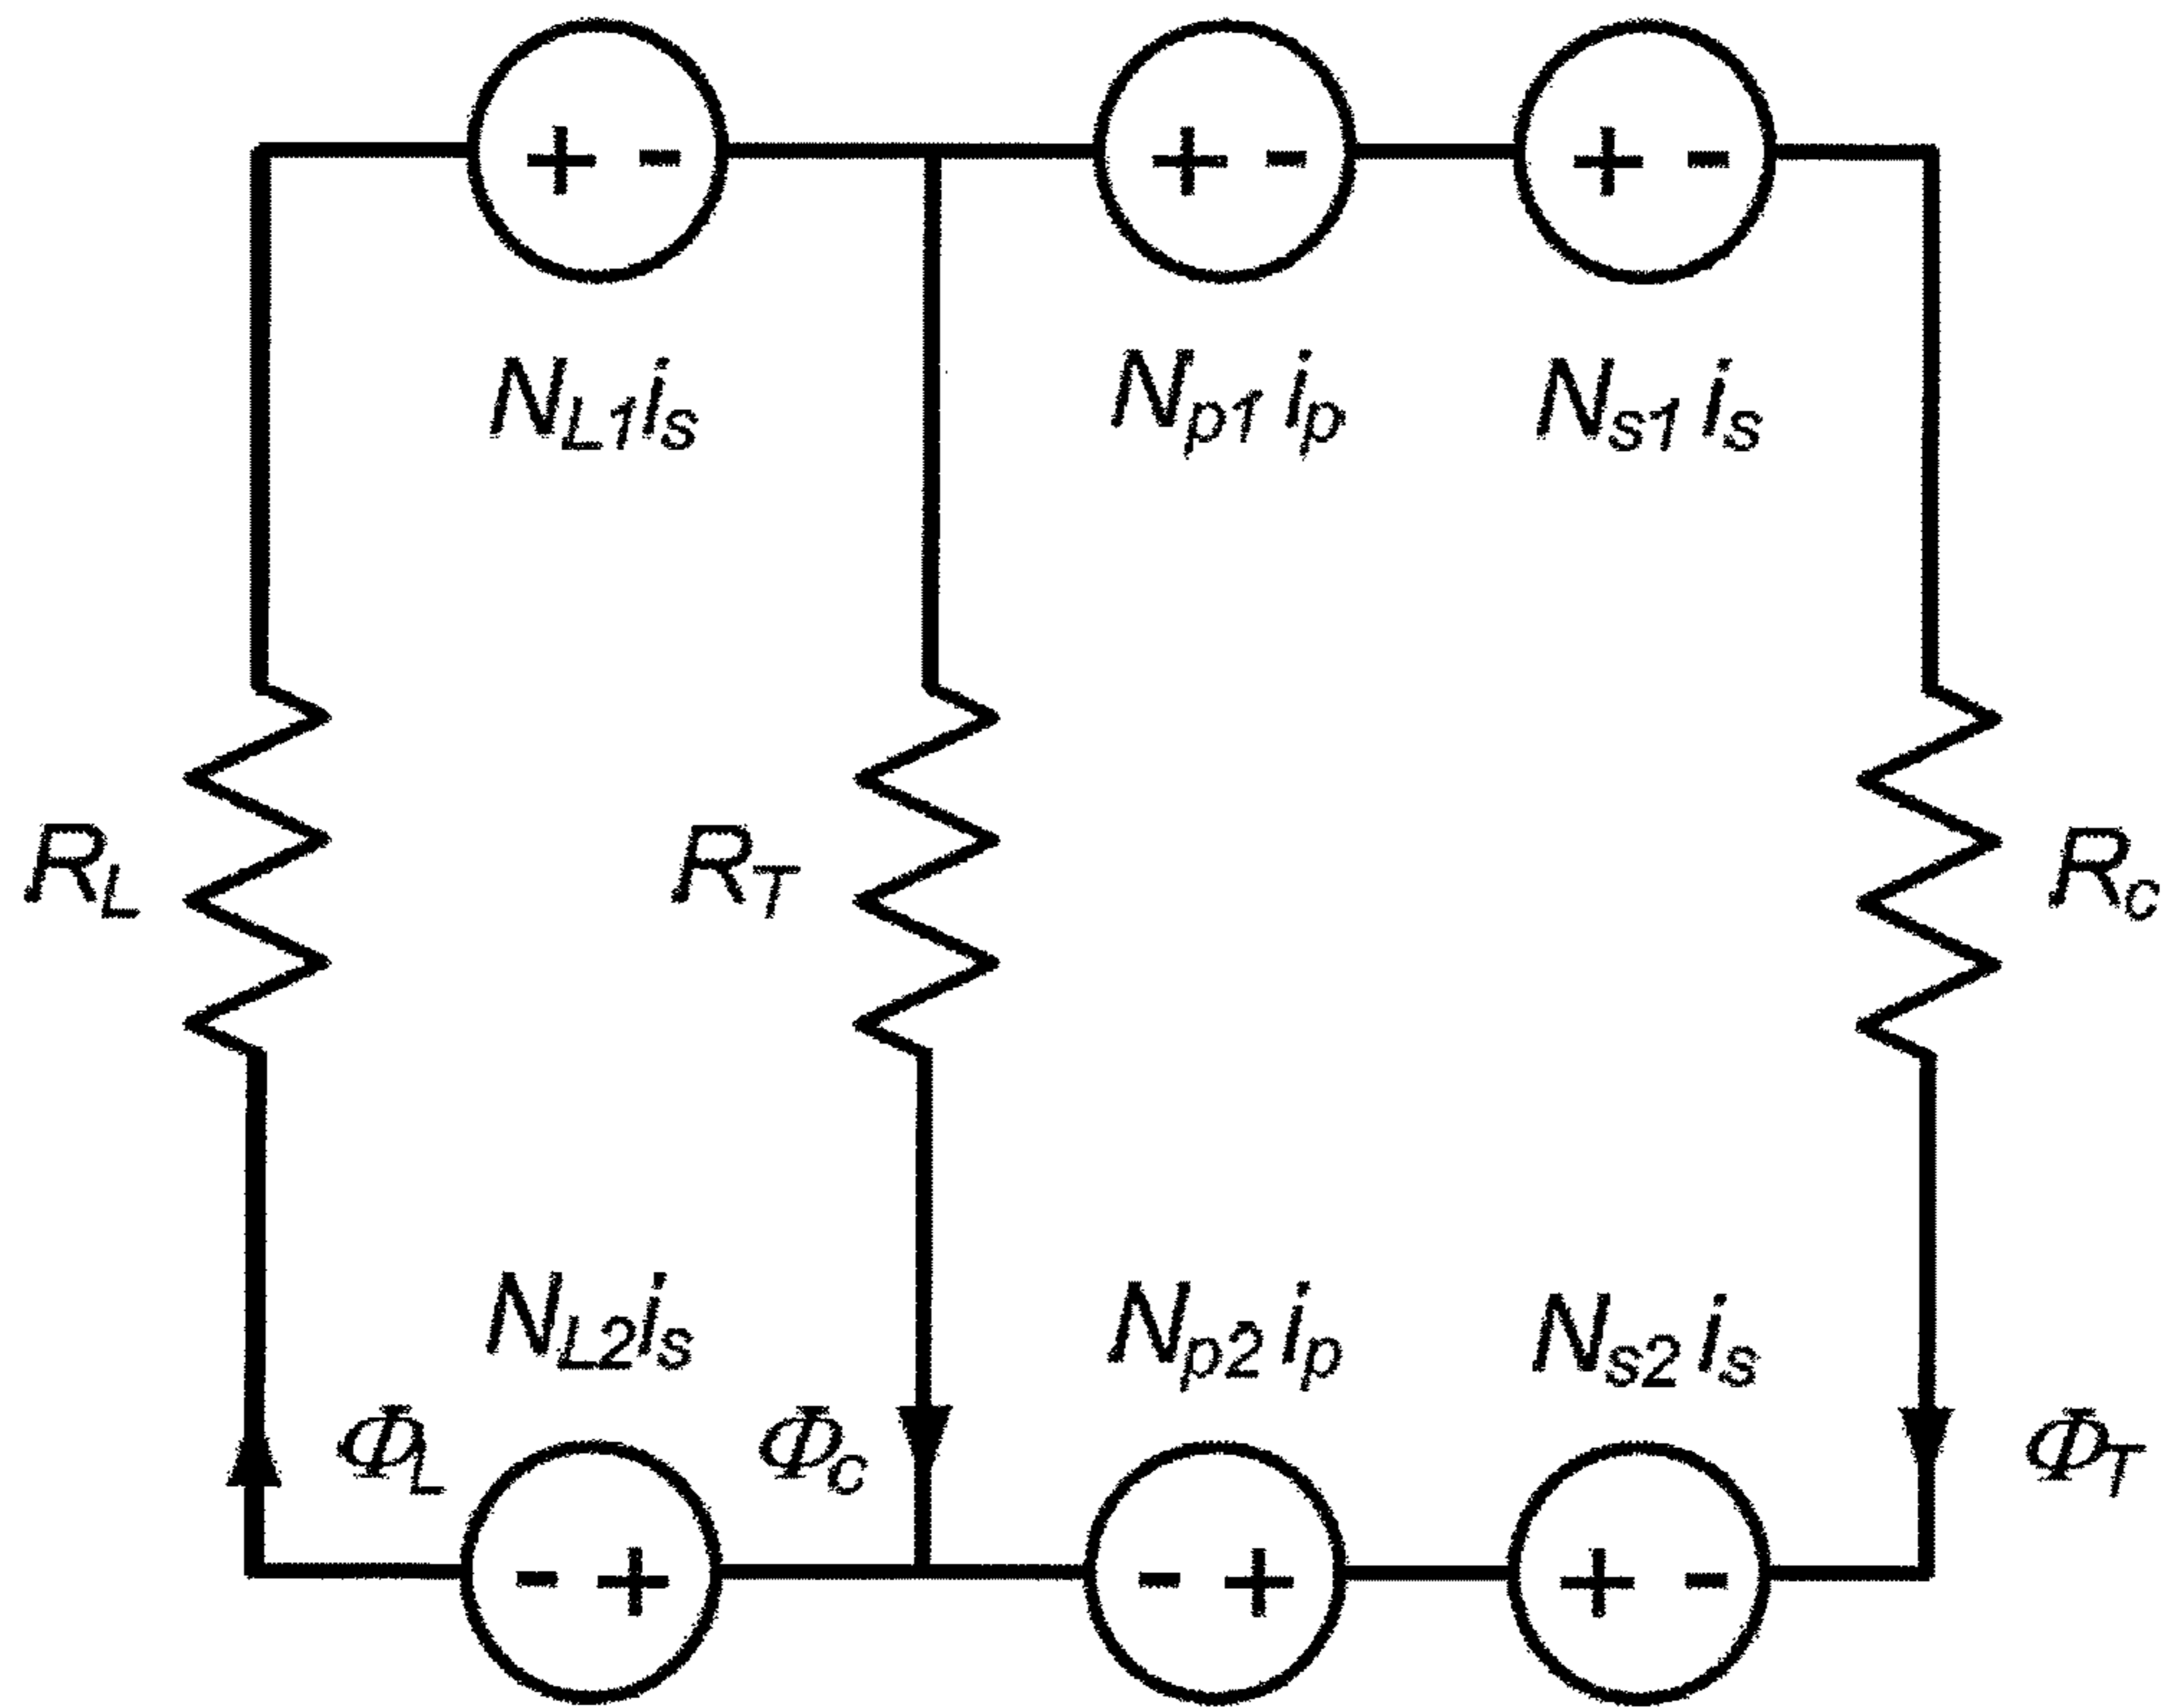 + - + - + -
N_L1 i_s N_p1 i_p N_s1 i_s
R_L R_T R_c
N_L2 i_s N_p2 i_p N_s2 i_s
Φ_L Φ_c Φ_T
- + - + + -